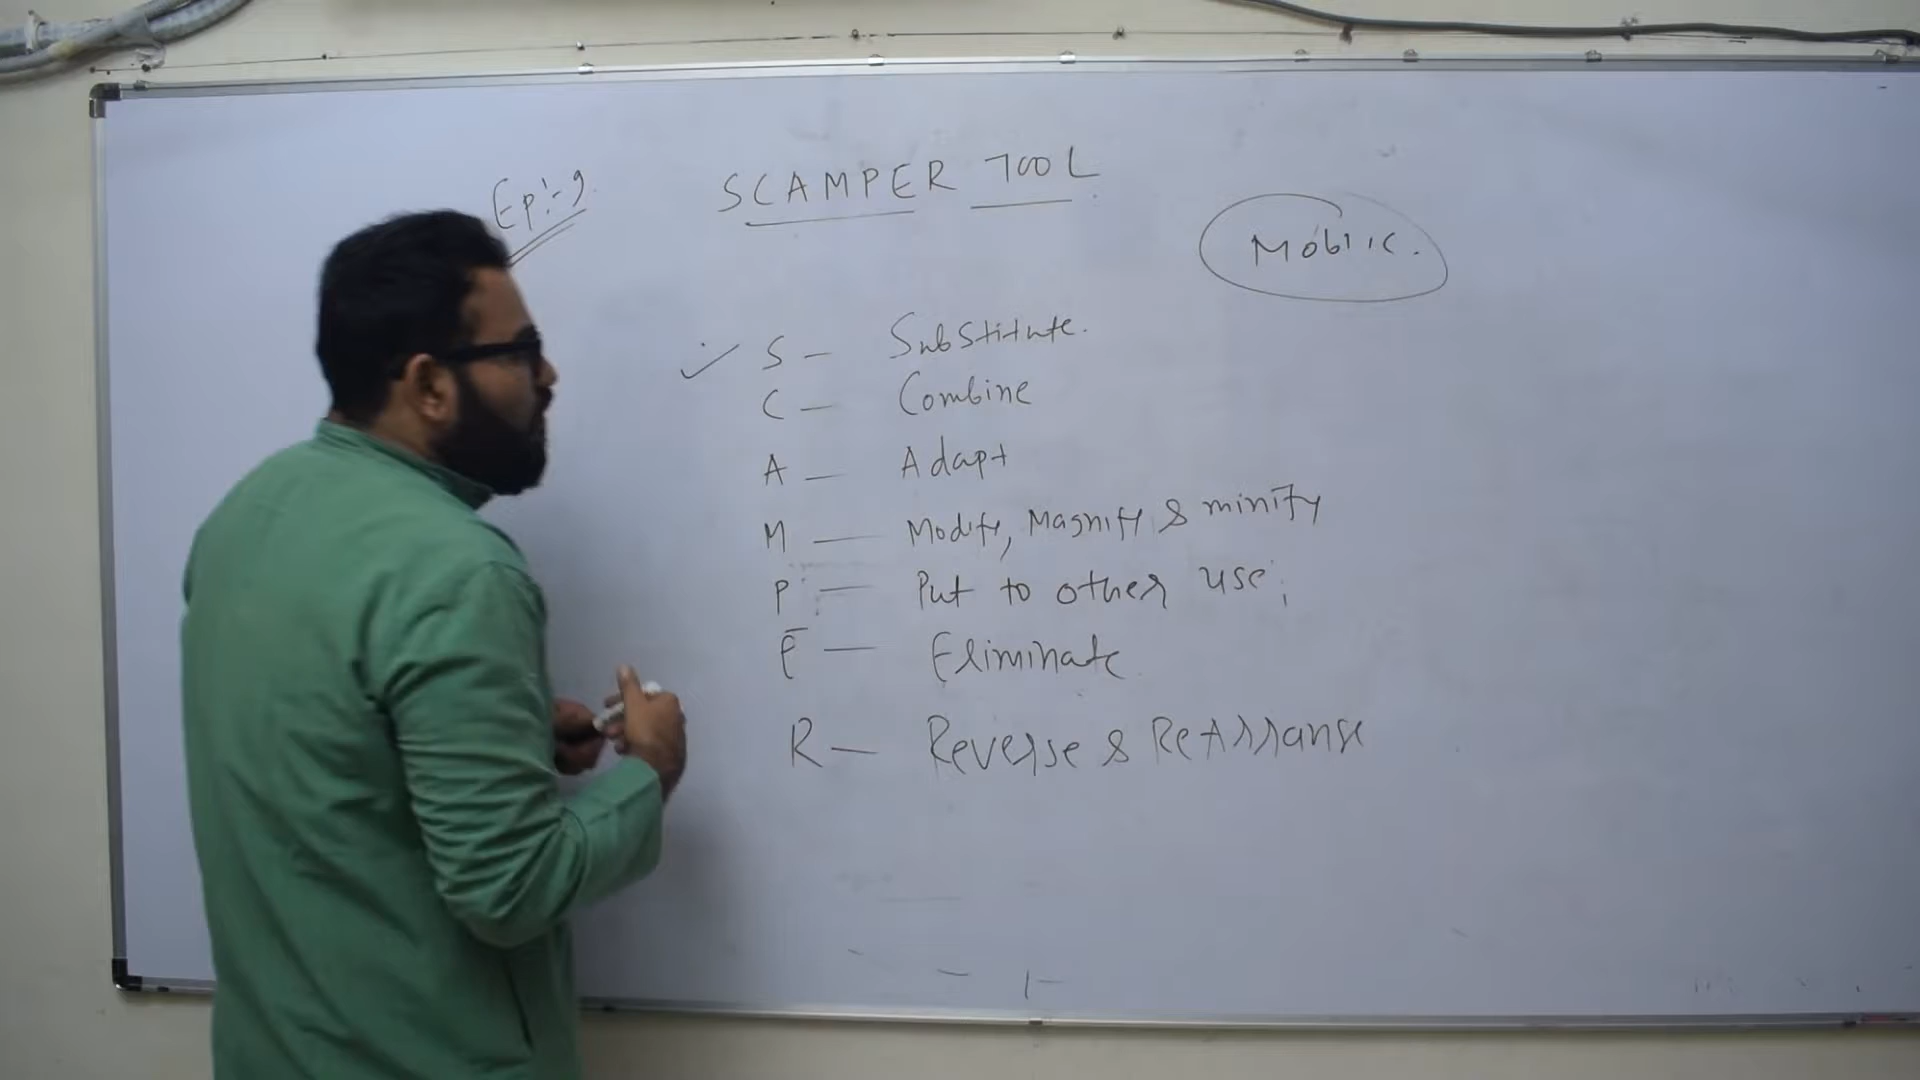 Ep:-9.
SCAMPER TOOL
Mobile.
S - Substitute.
C - Combine
A - Adapt
M - Modify, Magnify & minify
P - Put to other use;
E - Eliminate
R - Reverse & ReArrange